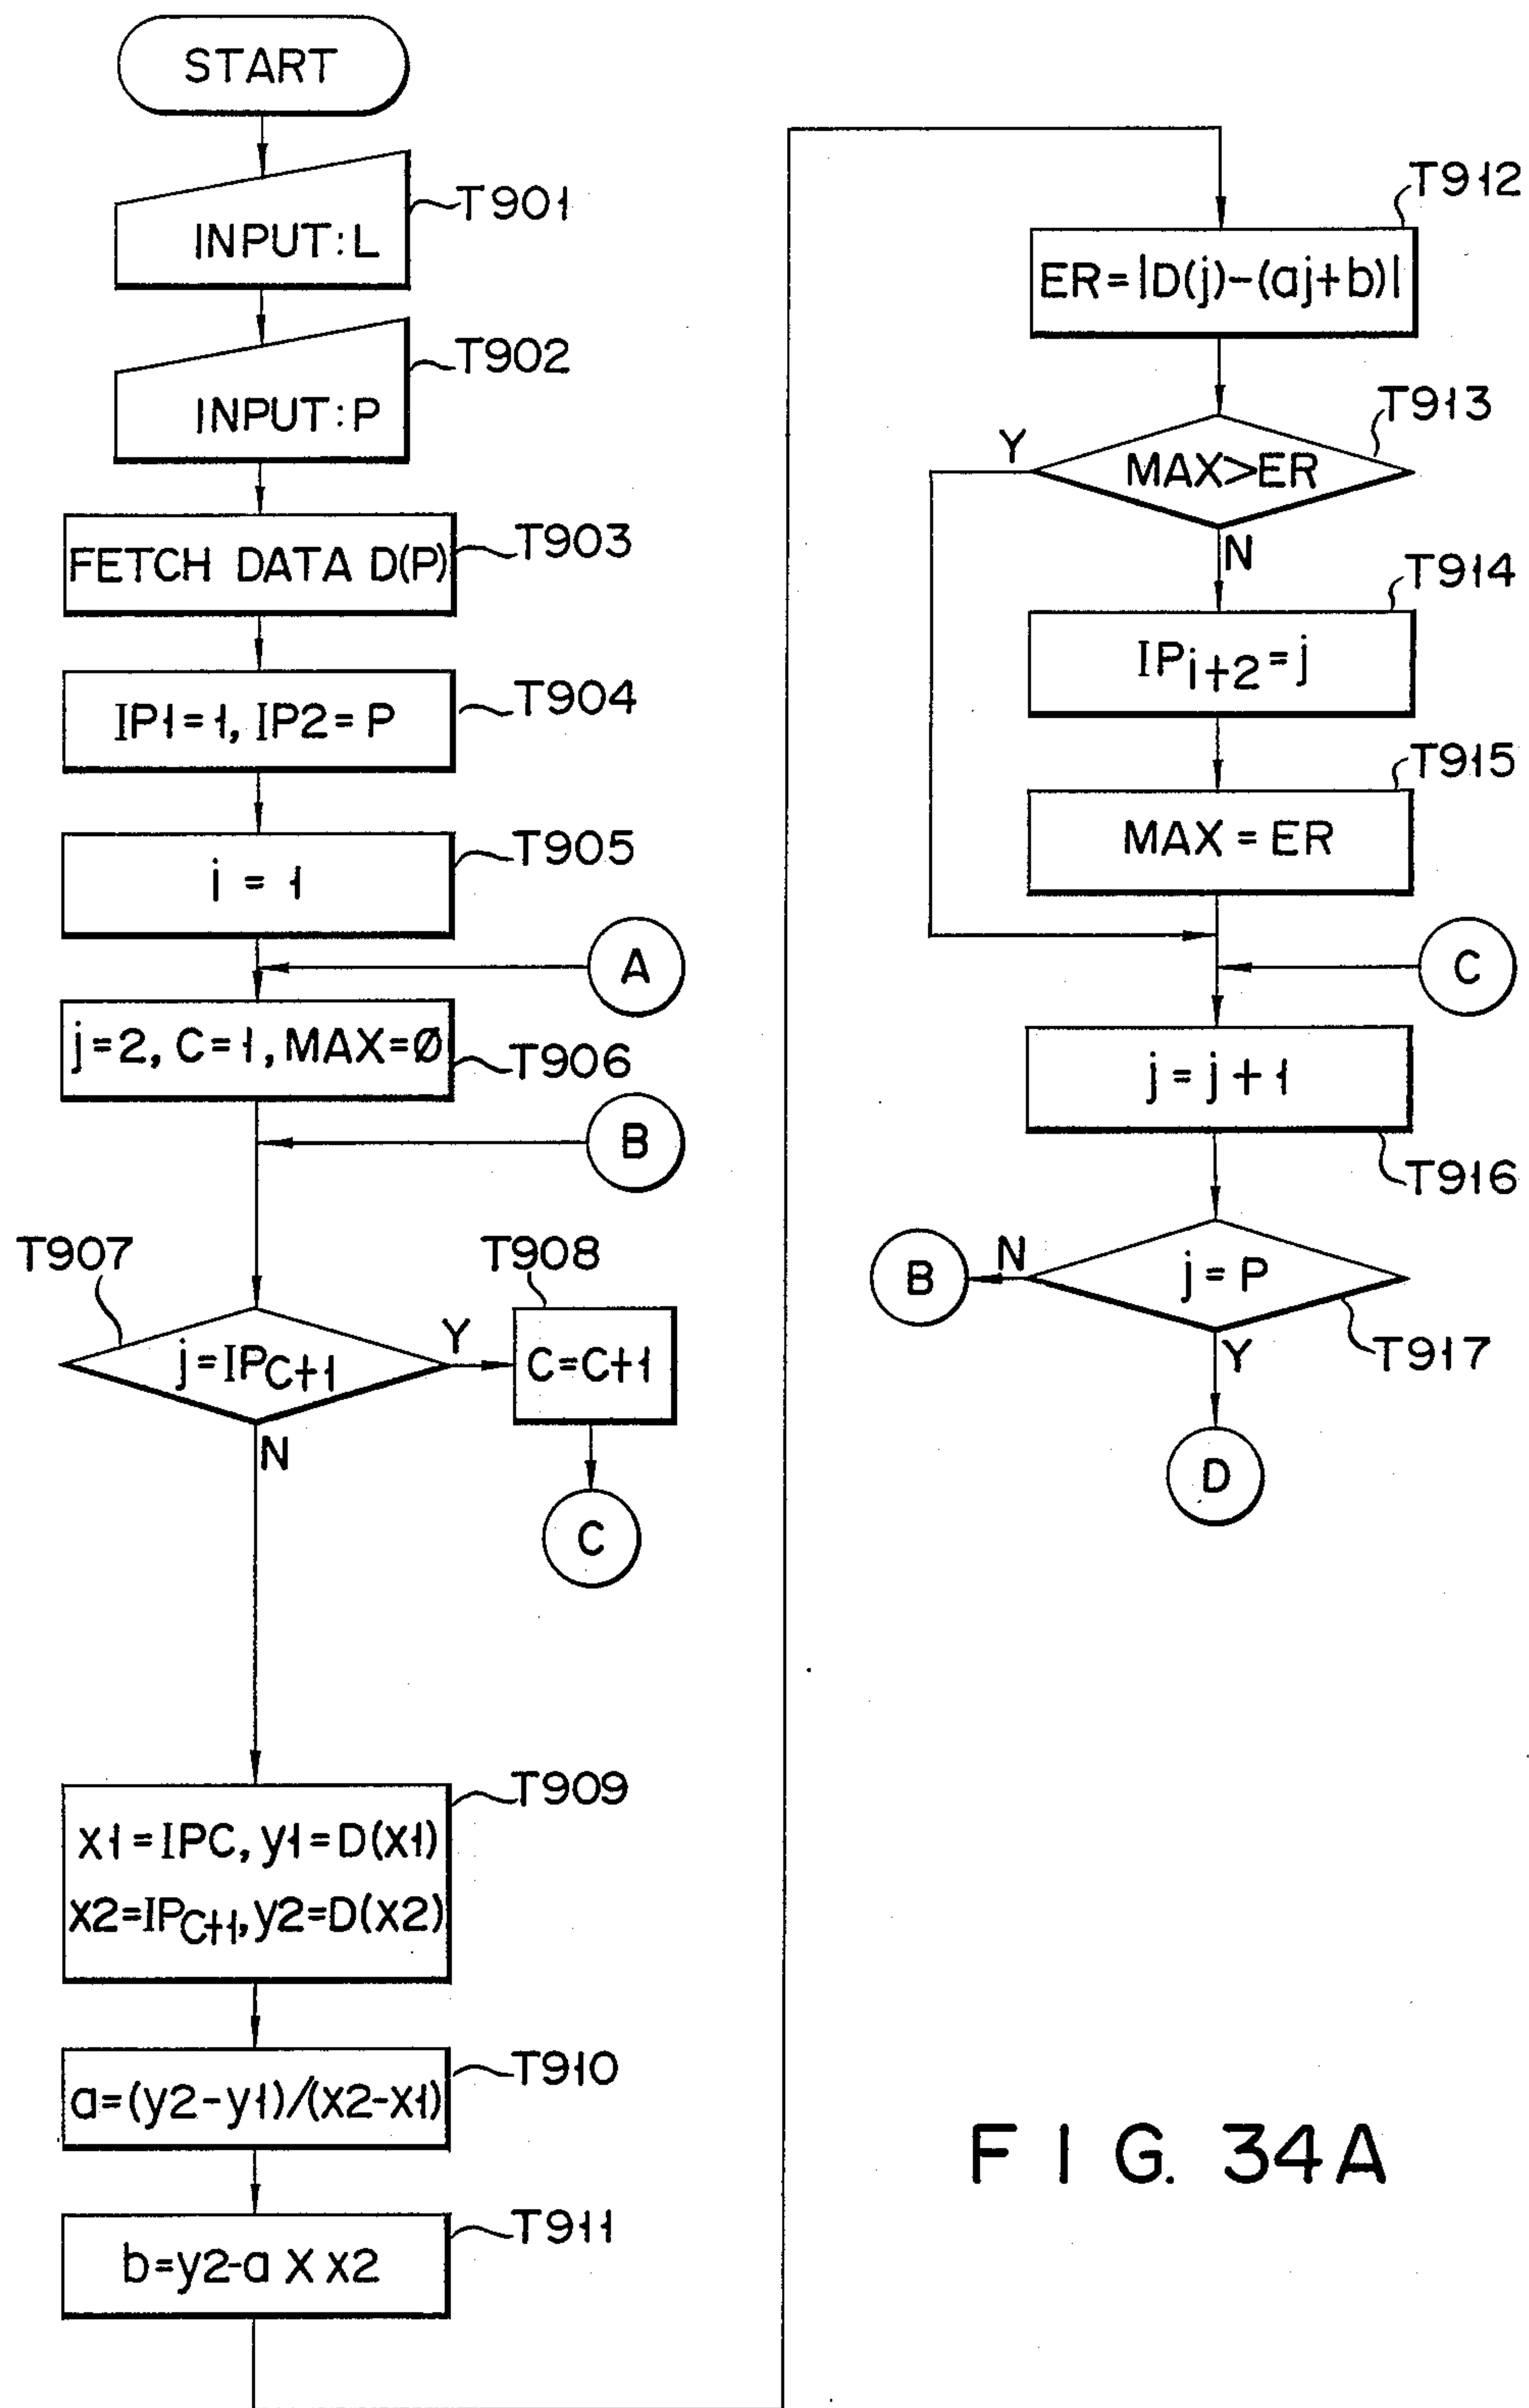 START
INPUT:L
T901
INPUT:P
T902
FETCH DATA D(P)
T903
IP1=1, IP2=P
T904
i = 1
T905
A
j=2, C=1, MAX=Ø
T906
B
T907
j=IPC+1
Y
N
T908
C=C+1
C
x1=IPC, y1=D(x1)
x2=IPC+1, y2=D(x2)
T909
a=(y2-y1)/(x2-x1)
T910
b=y2-a X x2
T911
T912
ER=|D(j)-(aj+b)|
T913
Y
MAX>ER
N
T914
IPi+2=j
T915
MAX = ER
C
j=j+1
T916
B
N
j = P
T917
Y
D
FIG. 34A